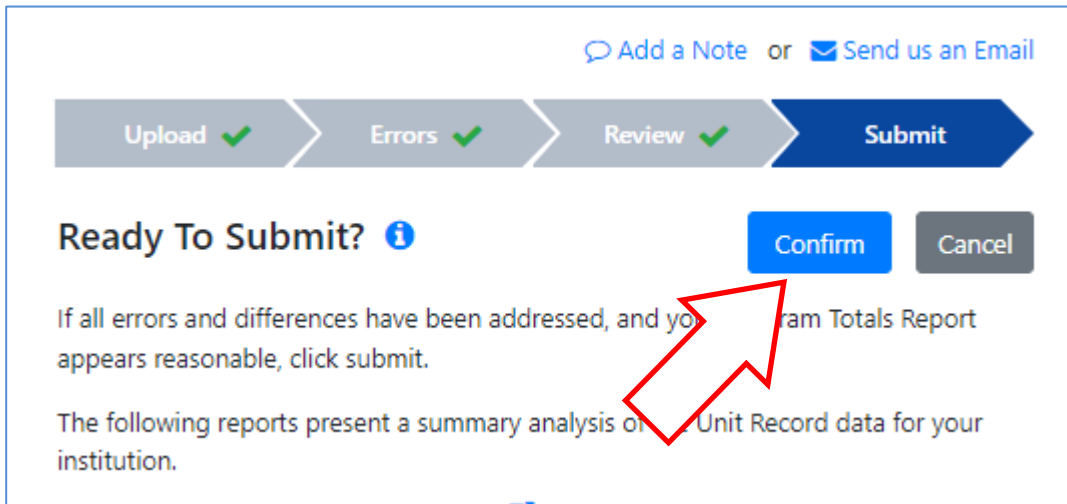 Add a Note or Send us an Email
Upload Errors Review Submit
Ready To Submit?
Confirm Cancel
If all errors and differences have been addressed, and ram Totals Report
appears reasonable, click submit.
The following reports present a summary analysis Unit Record data for your
institution.